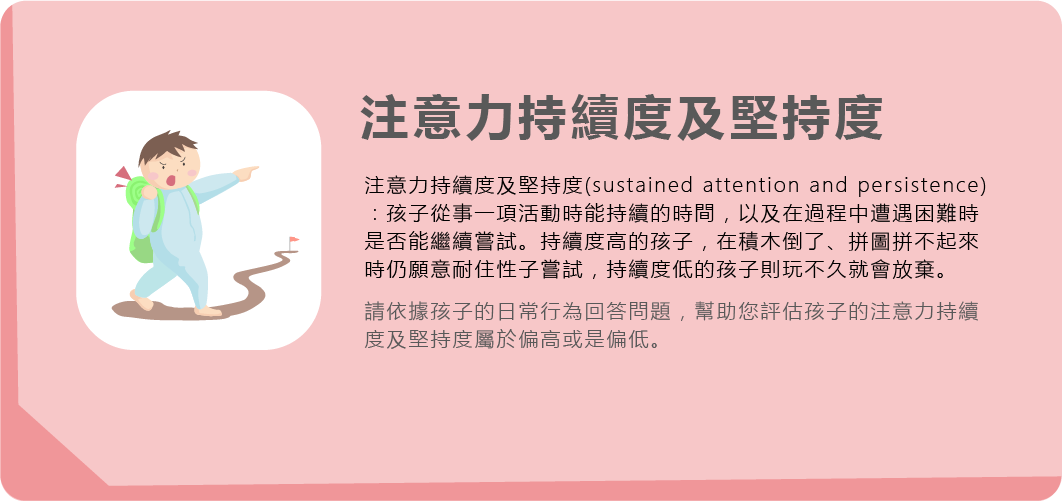 注意力持續度及堅持度
注意力持續度及堅持度(sustained attention and persistence)
：孩子從事一項活動時能持續的時間，以及在過程中遭遇困難時
是否能繼續嘗試。持續度高的孩子，在積木倒了、拼圖拼不起來
時仍願意耐住性子嘗試，持續度低的孩子則玩不久就會放棄。
請依據孩子的日常行為回答問題，幫助您評估孩子的注意力持續
度及堅持度屬於偏高或是偏低。